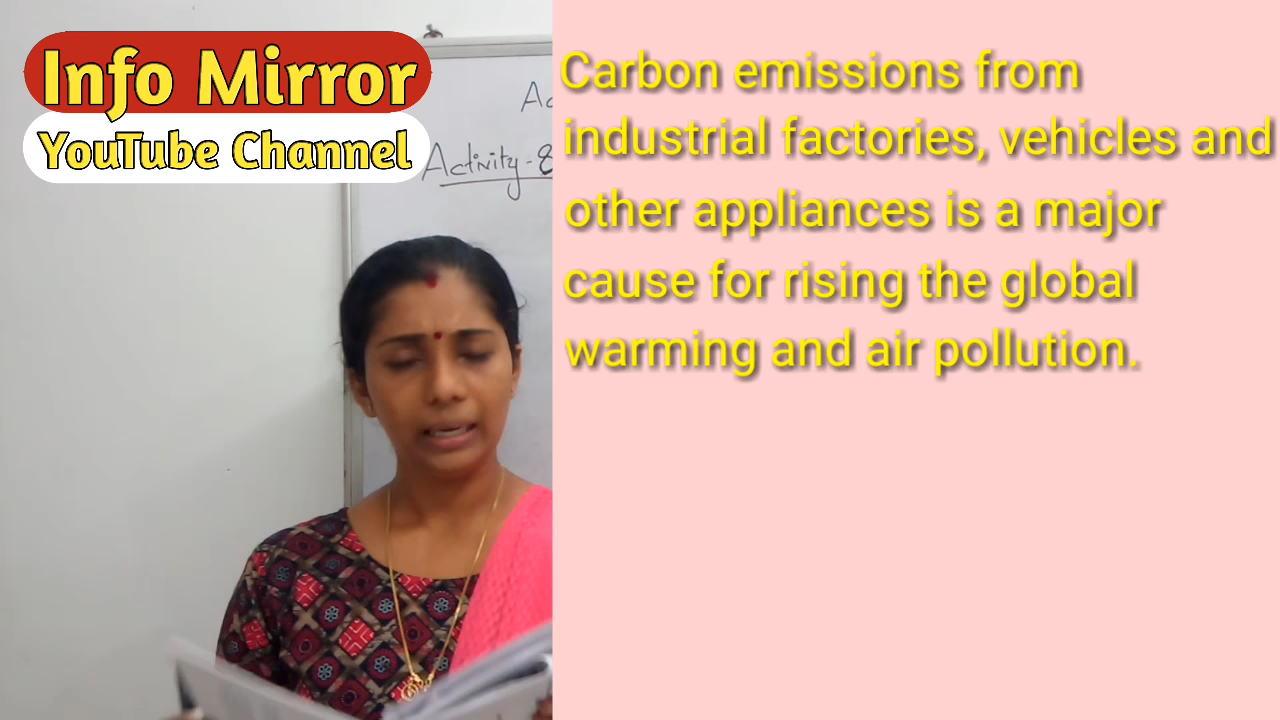 Info Mirror
YouTube Channel
Activity-8
Carbon emissions from
industrial factories, vehicles and
other appliances is a major
cause for rising the global
warming and air pollution.